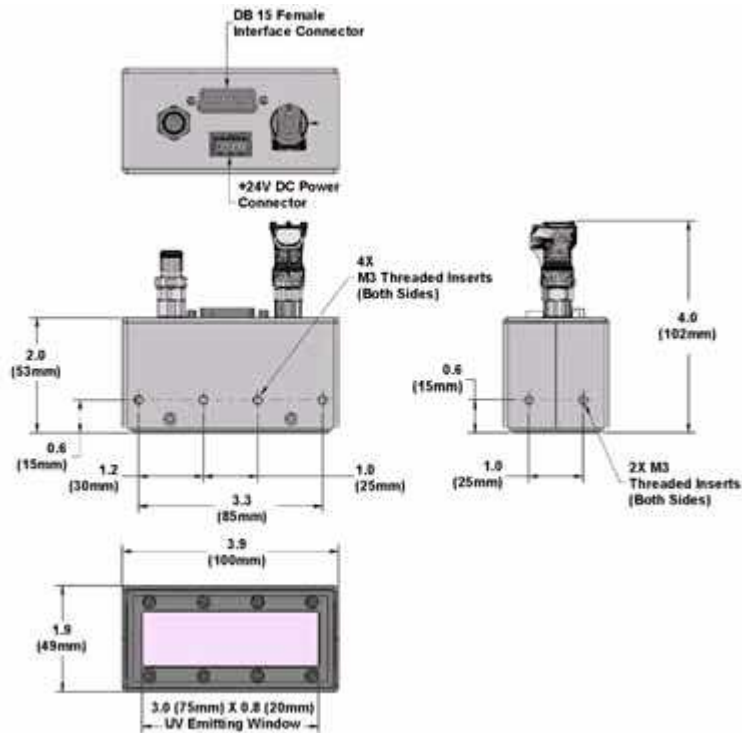 DB 15 Female
Interface Connector
+24V DC Power
Connector
4X
M3 Threaded Inserts
(Both Sides)
2.0
(53mm)
0.6
(15mm)
1.2
(30mm)
1.0
(25mm)
3.3
(85mm)
3.9
(100mm)
4.0
(102mm)
0.6
(15mm)
1.0
(25mm)
2X M3
Threaded Inserts
(Both Sides)
1.9
(49mm)
3.0 (75mm) X 0.8 (20mm)
UV Emitting Window